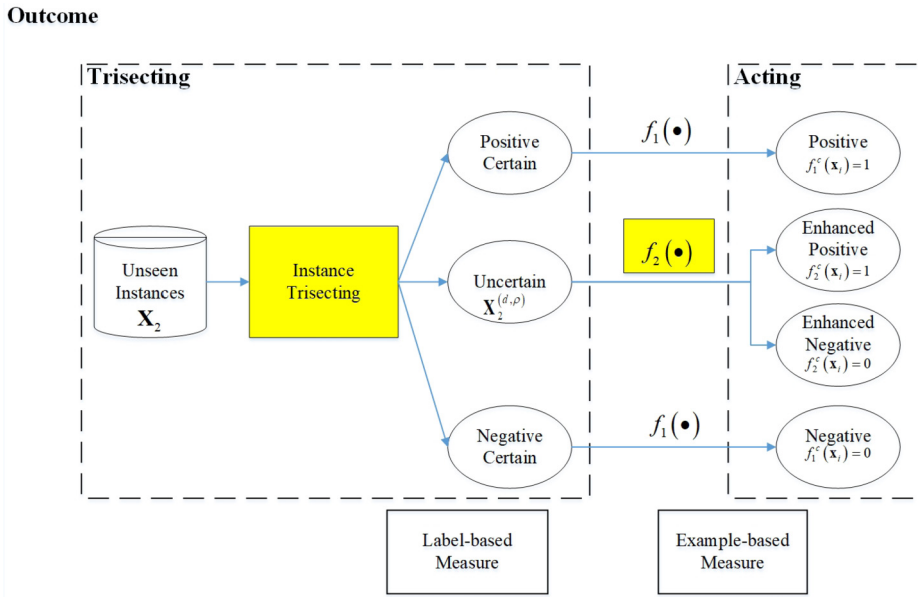 Outcome
Trisecting
Acting
Positive
Certain
f₁(●)
Positive
f₁ᶜ(𝐱ᵢ)=1
Unseen
Instances
𝐗₂
Instance
Trisecting
Uncertain
𝐗₂⁽ᵈ,ᵖ⁾
f₂(●)
Enhanced
Positive
f₂ᶜ(𝐱ᵢ)=1
Enhanced
Negative
f₂ᶜ(𝐱ᵢ)=0
Negative
Certain
f₁(●)
Negative
f₁ᶜ(𝐱ᵢ)=0
Label-based
Measure
Example-based
Measure